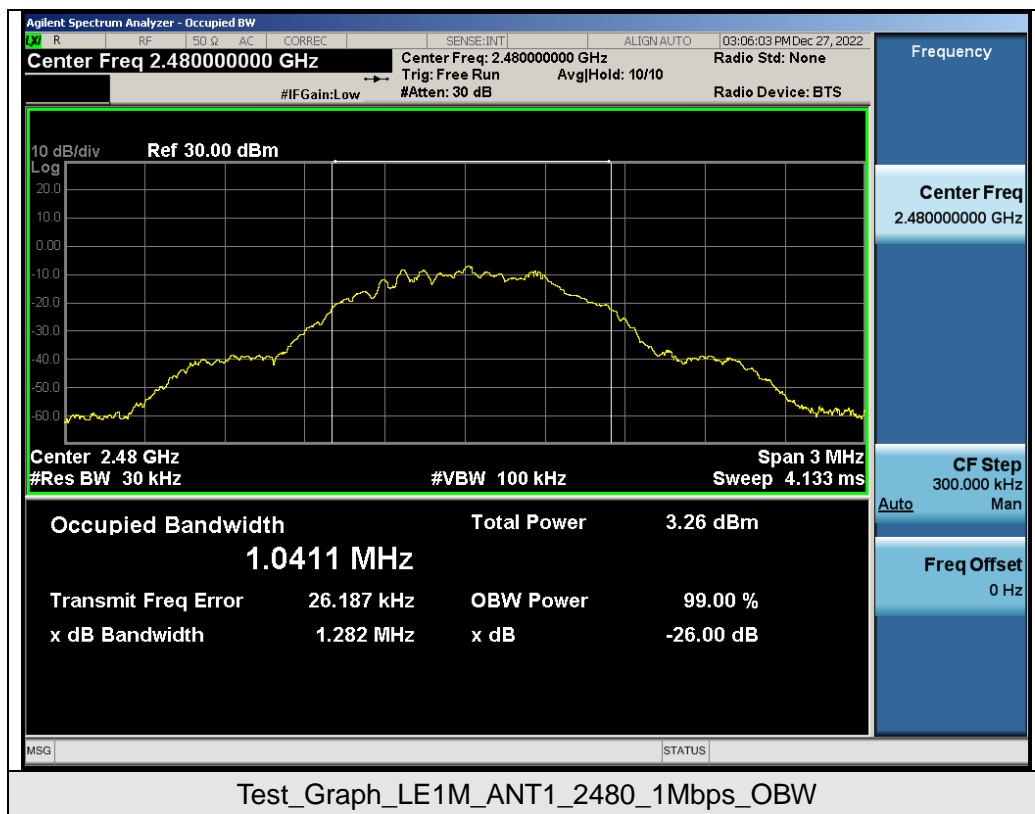 Agilent Spectrum Analyzer - Occupied BW
LXI R RF 50 Ω AC CORREC SENSE:INT ALIGN AUTO 03:06:03 PM Dec 27, 2022
Center Freq 2.480000000 GHz
Center Freq: 2.480000000 GHz
Radio Std: None
Trig: Free Run Avg|Hold: 10/10
#IFGain:Low
#Atten: 30 dB
Radio Device: BTS
10 dB/div Ref 30.00 dBm
Log
20.0
10.0
0.00
-10.0
-20.0
-30.0
-40.0
-50.0
-60.0
Center 2.48 GHz Span 3 MHz
#Res BW 30 kHz #VBW 100 kHz Sweep 4.133 ms
Occupied Bandwidth Total Power 3.26 dBm
1.0411 MHz
Transmit Freq Error 26.187 kHz OBW Power 99.00 %
x dB Bandwidth 1.282 MHz x dB -26.00 dB
MSG STATUS
Frequency
Center Freq
2.480000000 GHz
CF Step
300.000 kHz
Auto Man
Freq Offset
0 Hz
Test_Graph_LE1M_ANT1_2480_1Mbps_OBW